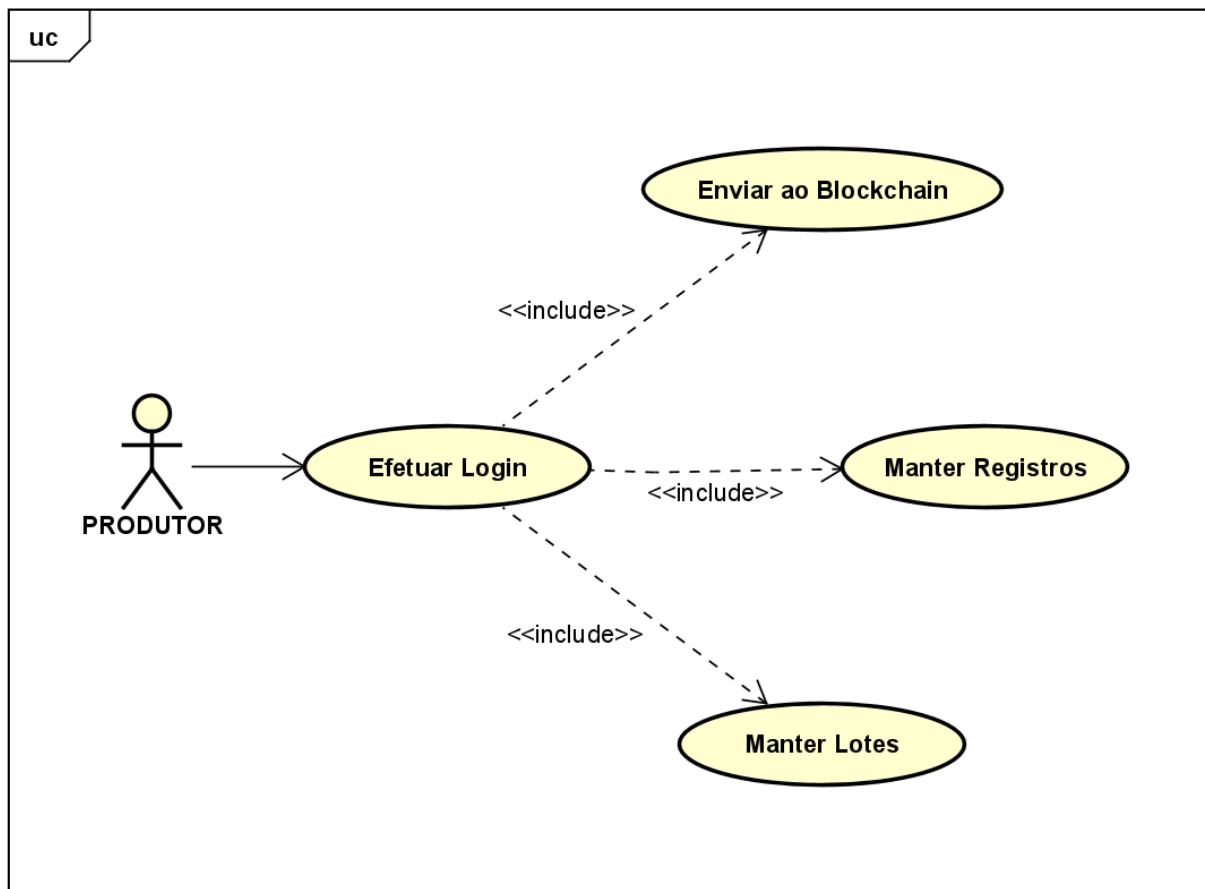 uc
Enviar ao Blockchain
<<include>>
Efetuar Login
Manter Registros
<<include>>
PRODUTOR
<<include>>
Manter Lotes